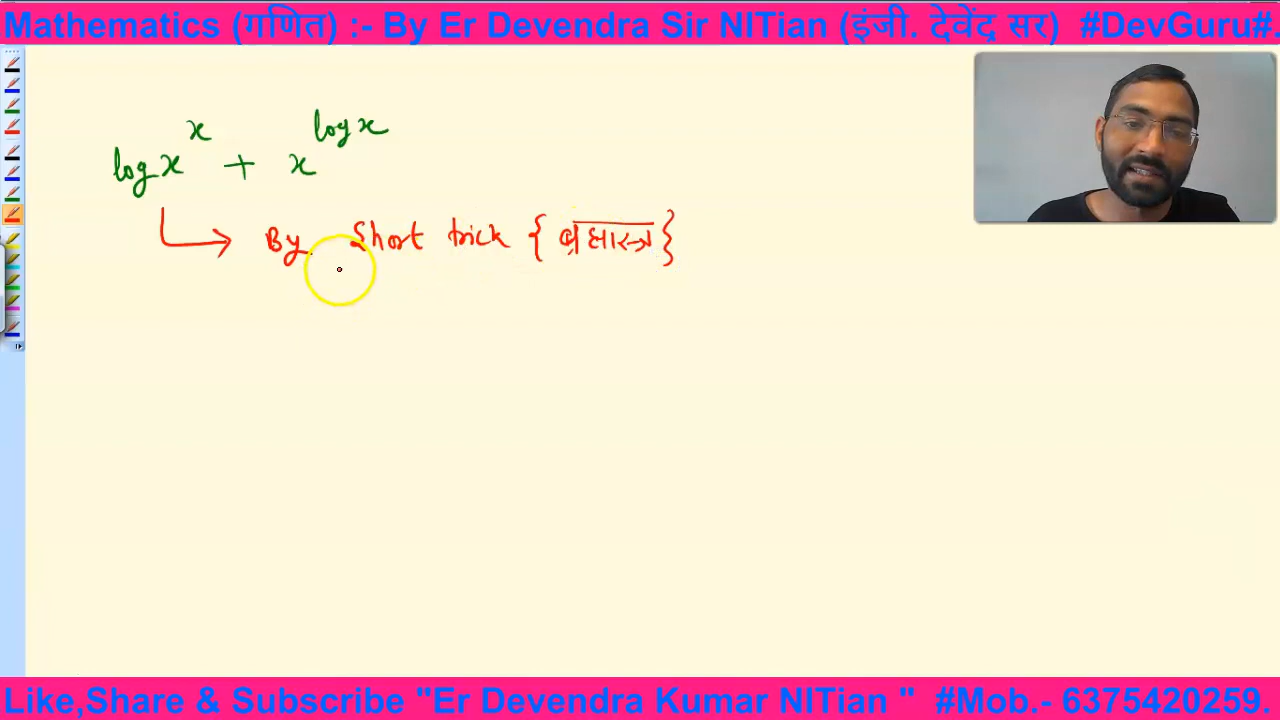 Mathematics (गणित) :- By Er Devendra Sir NITian (इंजी. देवेंद्र सर) #DevGuru#.
log x^x + x^log x
By Short trick { ब्रह्मास्त्र }
Like,Share & Subscribe "Er Devendra Kumar NITian " #Mob.- 6375420259.